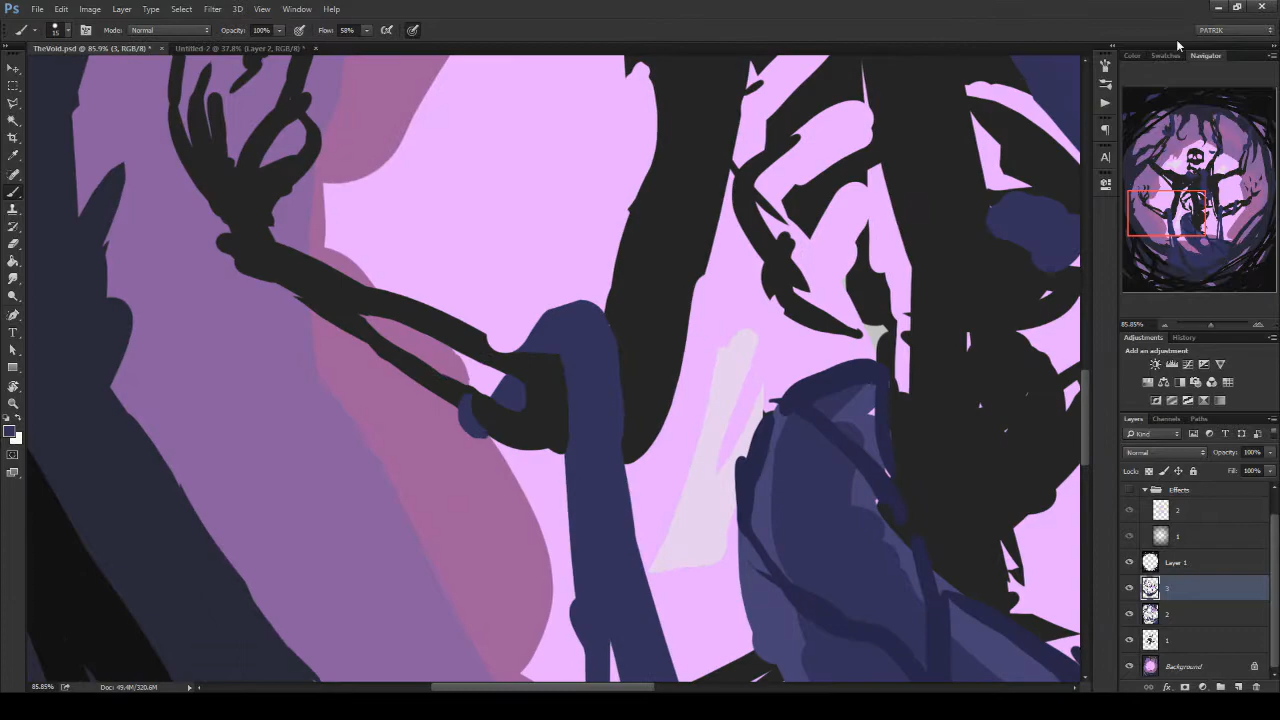 Ps File Edit Image Layer Type Select Filter 3D View Window Help
15 Mode: Normal Opacity: 100% Flow: 58% PATRIK
TheVoid.psd @ 85.9% (3, RGB/8) * × Untitled-2 @ 37.8% (Layer 2, RGB/8) * ×
Color Swatches Navigator
85.85%
Adjustments History
Add an adjustment
Layers Channels Paths
Kind
Normal Opacity: 100%
Lock: Fill: 100%
Effects
2
1
Layer 1
3
2
1
Background
85.85% Doc: 49.4M/320.6M